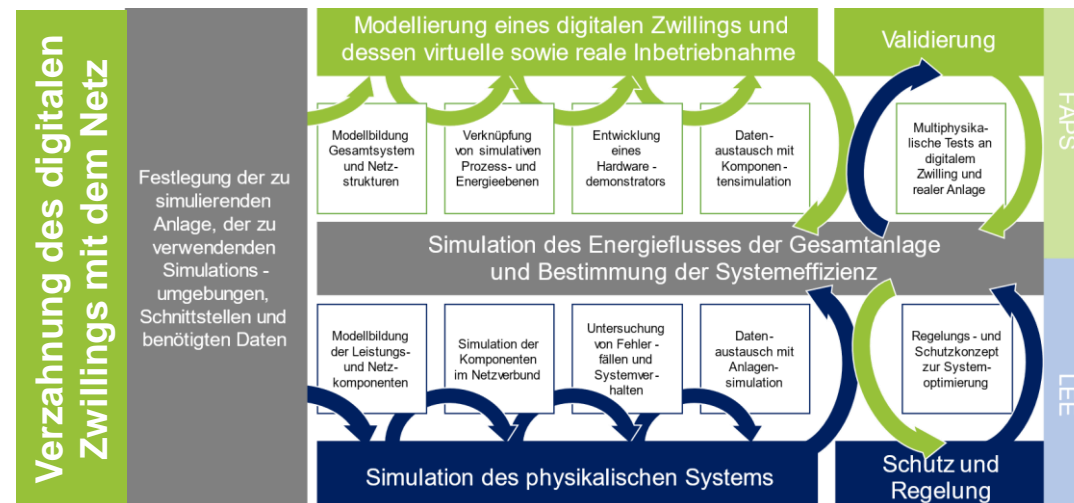 Verzahnung des digitalen
Zwillings mit dem Netz
Festlegung der zu
simulierenden
Anlage, der zu
verwendenden
Simulations -
umgebungen,
Schnittstellen und
benötigten Daten
Modellierung eines digitalen Zwillings und
dessen virtuelle sowie reale Inbetriebnahme
Validierung
Modellbildung
Gesamtsystem
und Netz-
strukturen
Verknüpfung
von simulativen
Prozess- und
Energieebenen
Entwicklung
eines
Hardware -
demonstrators
Daten-
austausch mit
Komponen -
tensimulation
Multiphysika-
lische Tests an
digitalem
Zwilling und
realer Anlage
Simulation des Energieflusses der Gesamtanlage
und Bestimmung der Systemeffizienz
Modellbildung
der Leistungs-
und Netz-
komponenten
Simulation der
Komponenten
im Netzverbund
Untersuchung
von Fehler -
fällen und
Systemver-
halten
Daten-
austausch mit
Anlagen-
simulation
Regelungs - und
Schutzkonzept
zur System-
optimierung
Simulation des physikalischen Systems
Schutz und
Regelung
FAPS
LEE